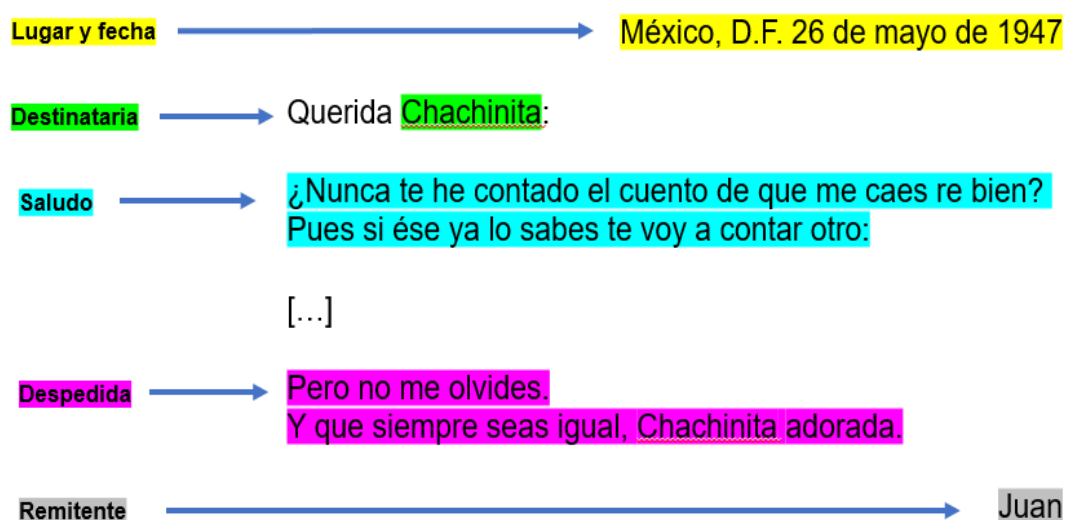 Lugar y fecha México, D.F. 26 de mayo de 1947
Destinataria Querida Chachinita:
Saludo ¿Nunca te he contado el cuento de que me caes re bien?
Pues si ése ya lo sabes te voy a contar otro:
[…]
Despedida Pero no me olvides.
Y que siempre seas igual, Chachinita adorada.
Remitente Juan